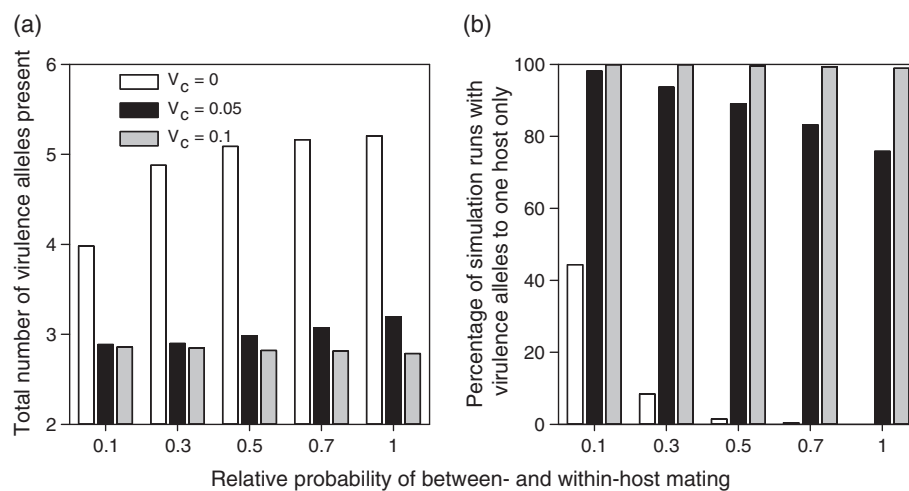 (a)
Total number of virulence alleles present
6
5
4
3
2
V_c = 0
V_c = 0.05
V_c = 0.1
0.1 0.3 0.5 0.7 1
(b)
Percentage of simulation runs with
virulence alleles to one host only
100
80
60
40
20
0
0.1 0.3 0.5 0.7 1
Relative probability of between- and within-host mating